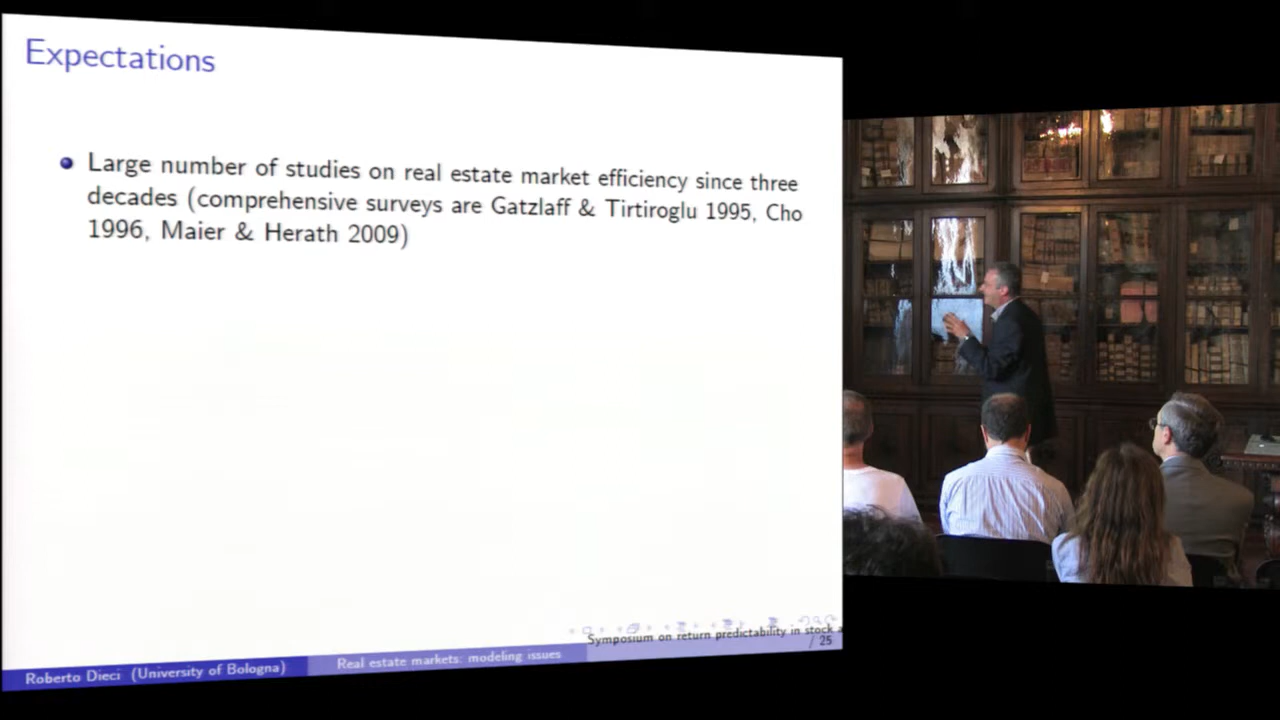 Expectations
Large number of studies on real estate market efficiency since three
decades (comprehensive surveys are Gatzlaff & Tirtiroglu 1995, Cho
1996, Maier & Herath 2009)
Symposium on return predictability in stock a
/ 25
Roberto Dieci (University of Bologna)
Real estate markets: modeling issues